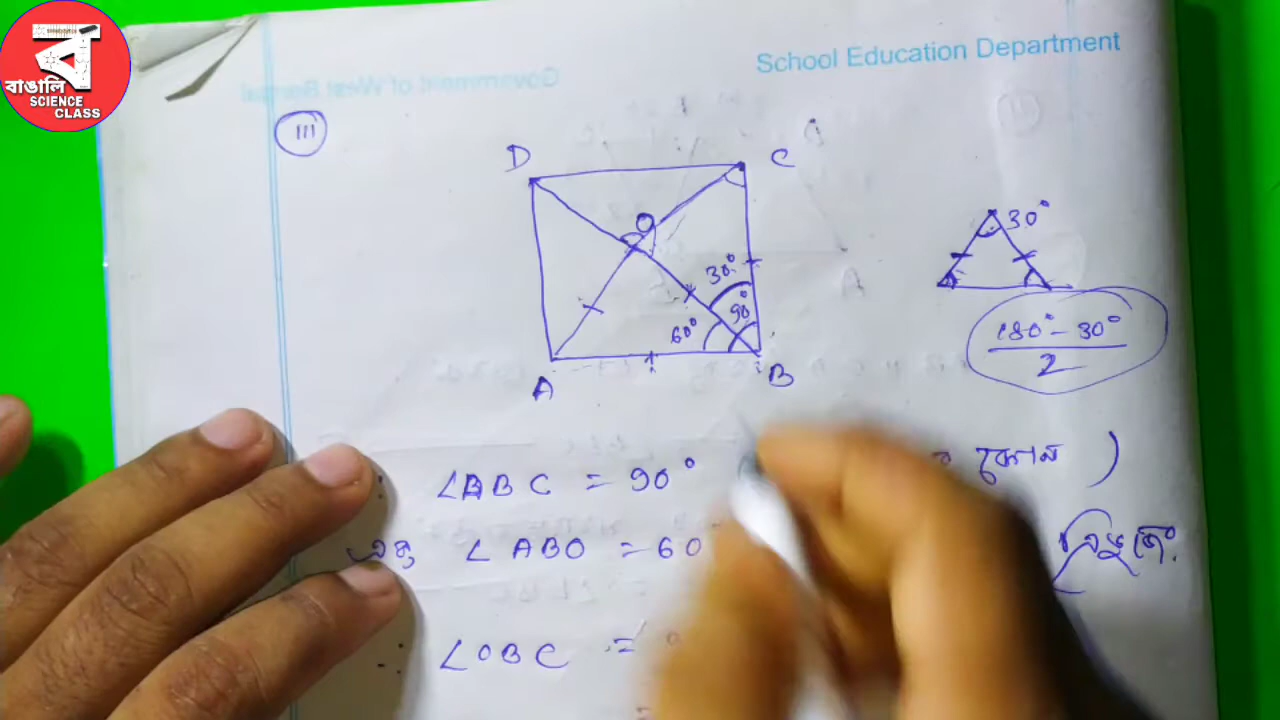 ব
বাঙালি
SCIENCE
CLASS
School Education Department
Government of West Bengal
III
D
C
O
30°
90°
60°
A
B
30°
180° - 30°
2
∠ABC = 90°
কোন )
∠ABO = 60
ত্রিভুজ
∠OBC =